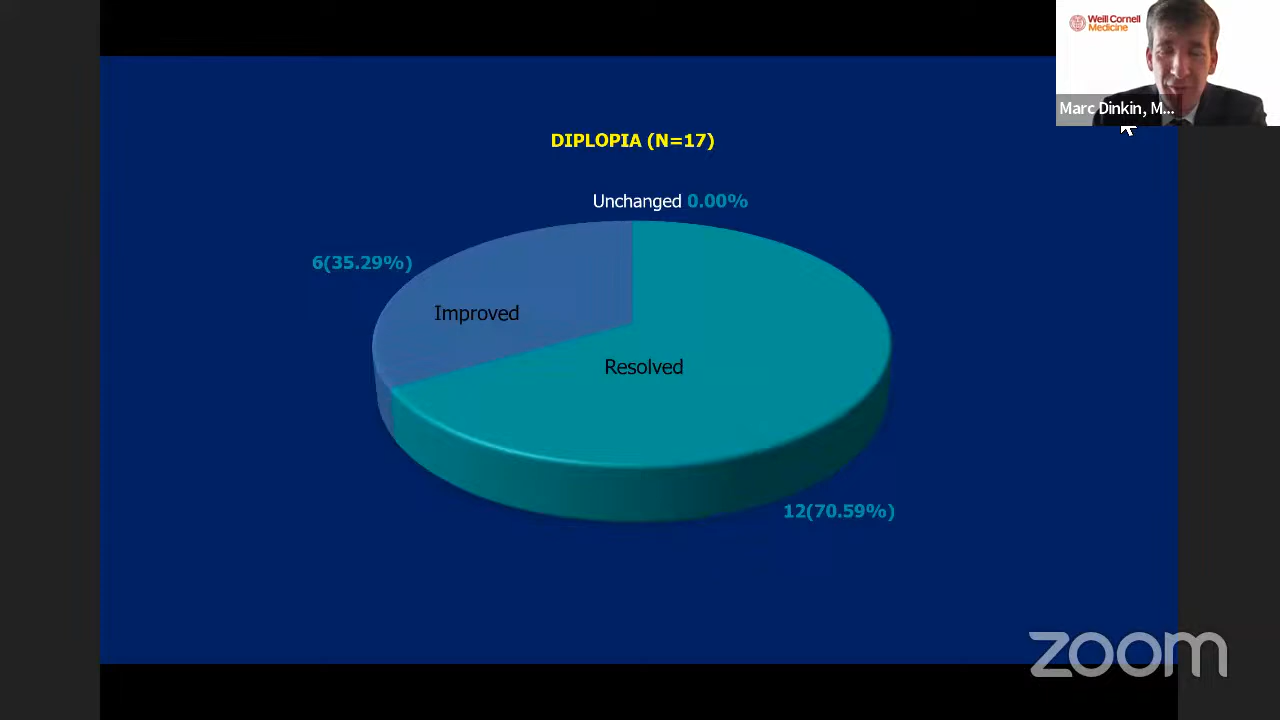 Weill Cornell
Medicine
Marc Dinkin, M...
DIPLOPIA (N=17)
Unchanged 0.00%
6(35.29%)
Improved
Resolved
12(70.59%)
zoom